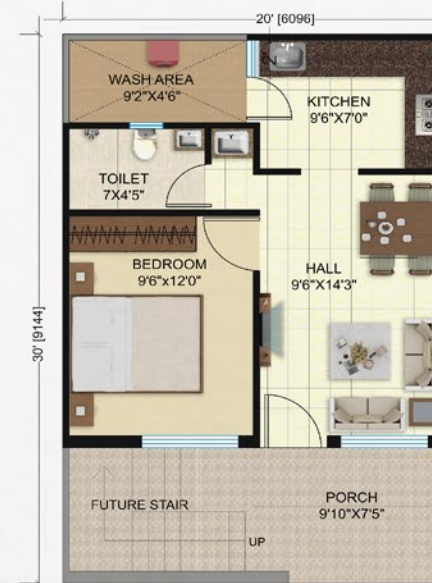 20' [6096]
WASH AREA
9'2"X4'6"
KITCHEN
9'6"X7'0"
TOILET
7X4'5"
BEDROOM
9'6"x12'0"
HALL
9'6"X14'3"
30' [9144]
FUTURE STAIR
UP
PORCH
9'10"X7'5"